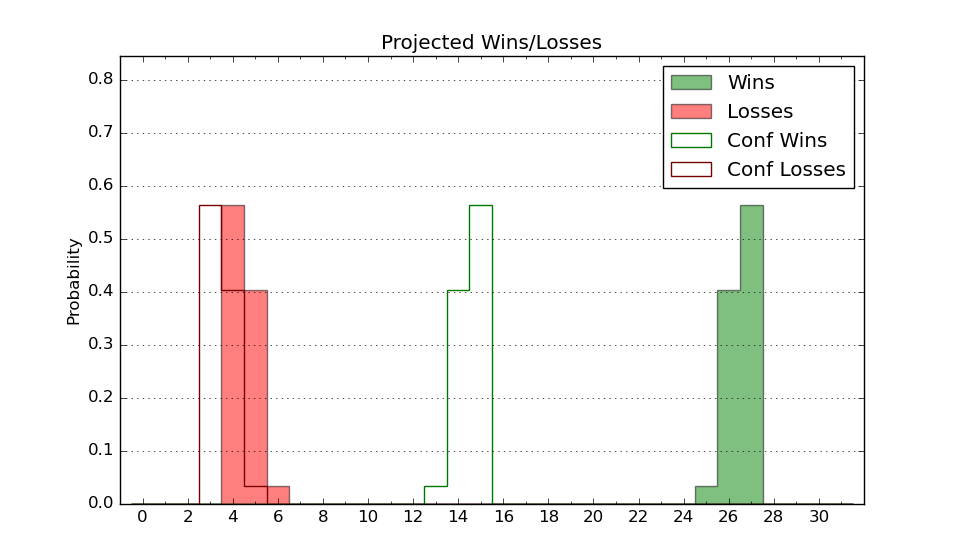 Projected Wins/Losses
Wins
Losses
Conf Wins
Conf Losses
Probability
0.8
0.7
0.6
0.5
0.4
0.3
0.2
0.1
0.0
0 2 4 6 8 10 12 14 16 18 20 22 24 26 28 30